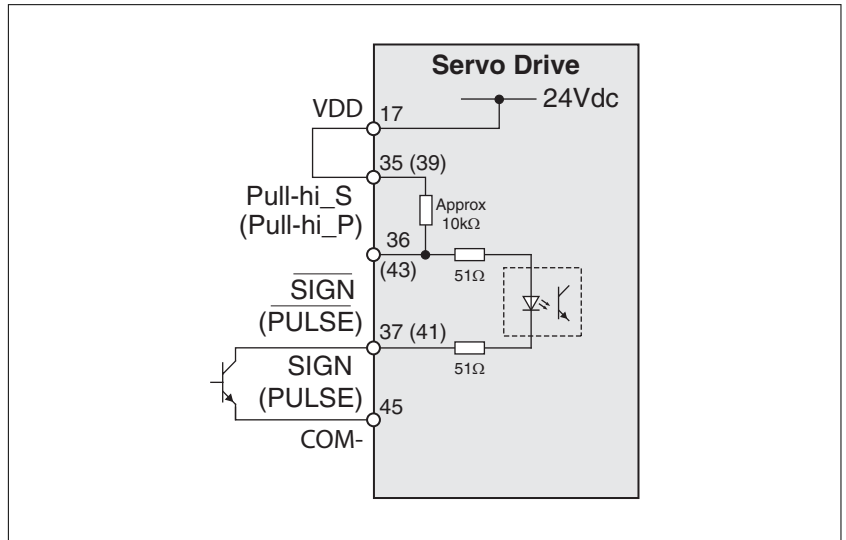 Servo Drive
24Vdc
VDD
17
35 (39)
Pull-hi_S
(Pull-hi_P)
Approx
10kΩ
36
(43)
51Ω
SIGN
(PULSE)
37 (41)
51Ω
SIGN
(PULSE)
45
COM-